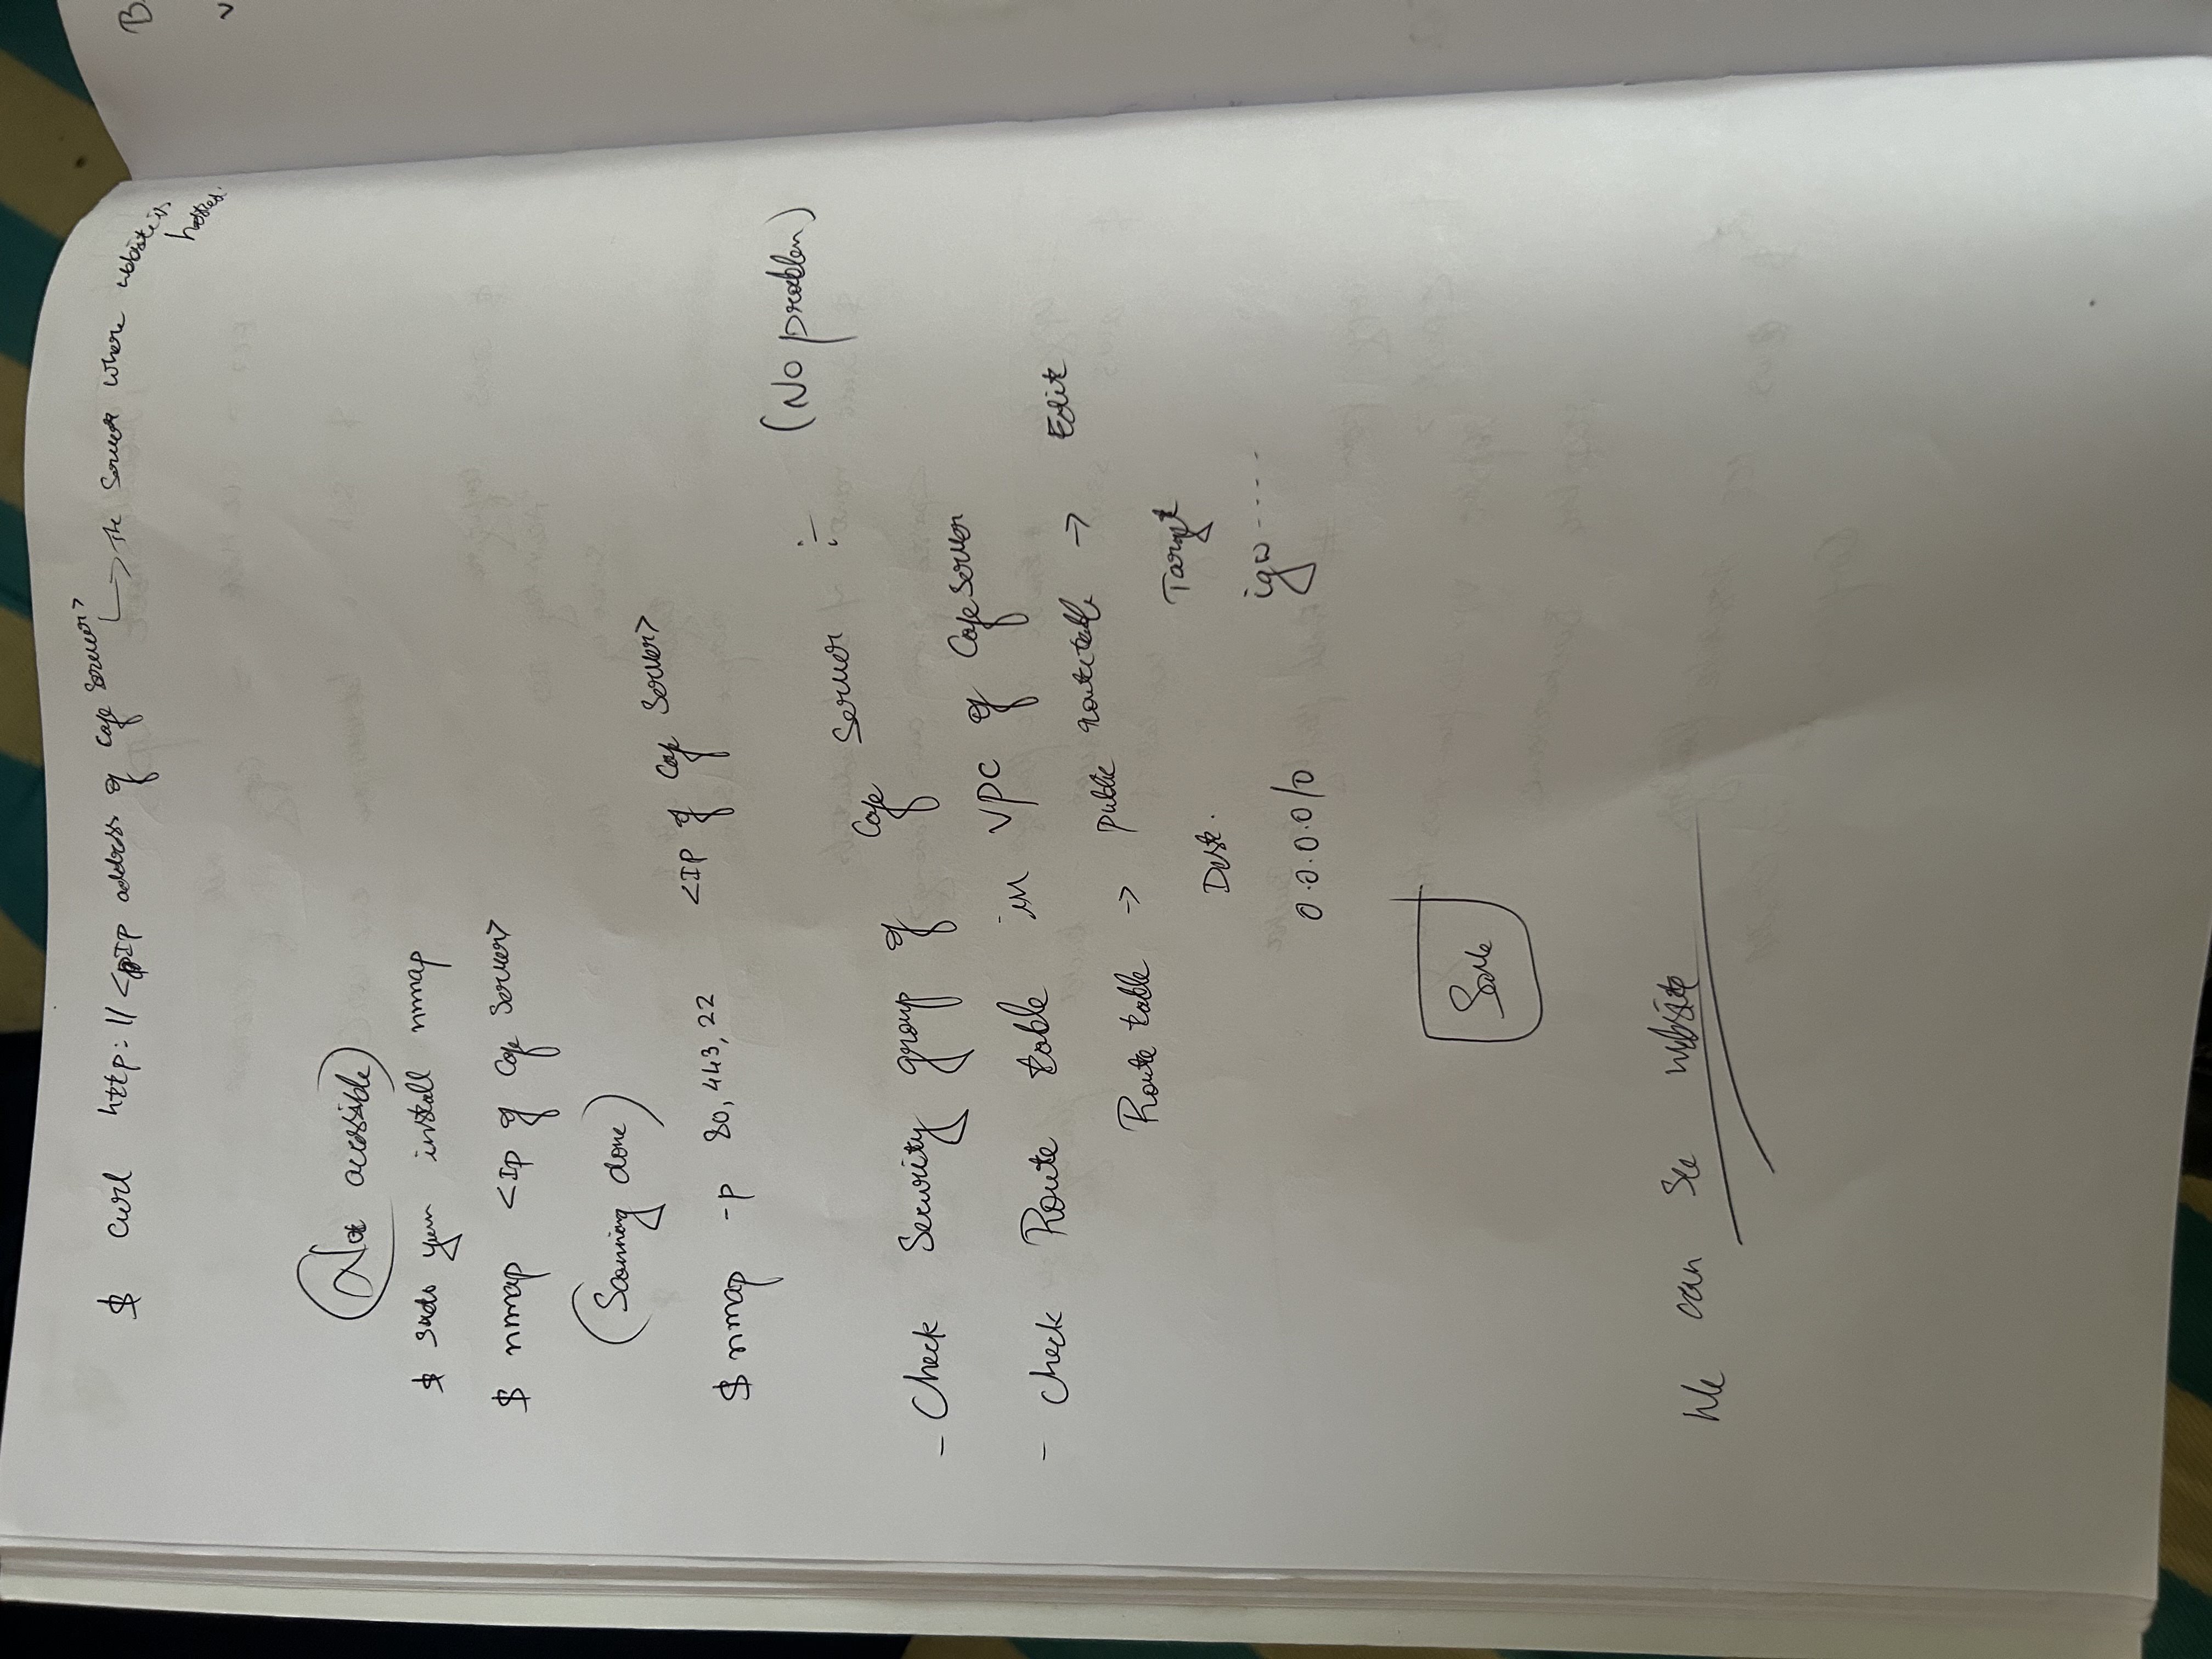 $ curl http://<IP address of Cafe Server> → The Server where website is
hosted.
(Not acessible)
$ sudo yum install nmap
$ nmap <Ip of Cafe Server>
(Scanning done)
$ nmap -p 80,443,22 <IP of Cafe Server>
- Check Security group of Cafe Server :- (No problem)
- Check Route table in VPC of Cafe Server
Route table → Public route table → Edit
Dest. Target
0.0.0.0/0 igw ----
Save
We can see website
B